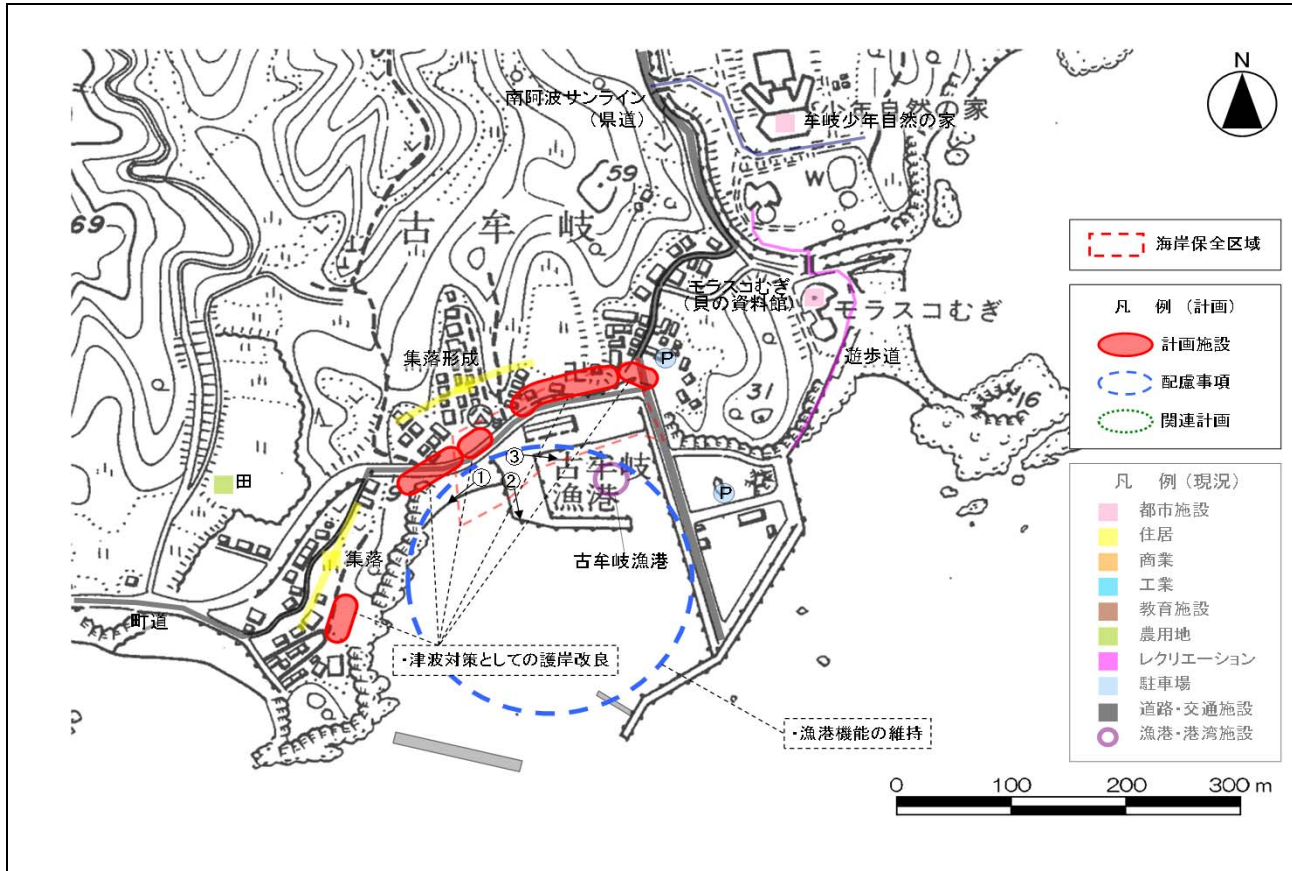 N
南阿波サンライン
（県道）
少年自然の家
牟岐少年自然の家
59
W
69
古牟岐
海岸保全区域
モラスコむぎ
（貝の資料館）
モラスコむぎ
凡 例（計画）
計画施設
配慮事項
関連計画
集落形成
P
遊歩道
31
16
凡 例（現況）
都市施設
住居
商業
工業
教育施設
農用地
レクリエーション
駐車場
道路・交通施設
漁港・港湾施設
田
①
②
③
古牟岐
漁港
P
古牟岐漁港
集落
町道
・津波対策としての護岸改良
・漁港機能の維持
0 100 200 300 m